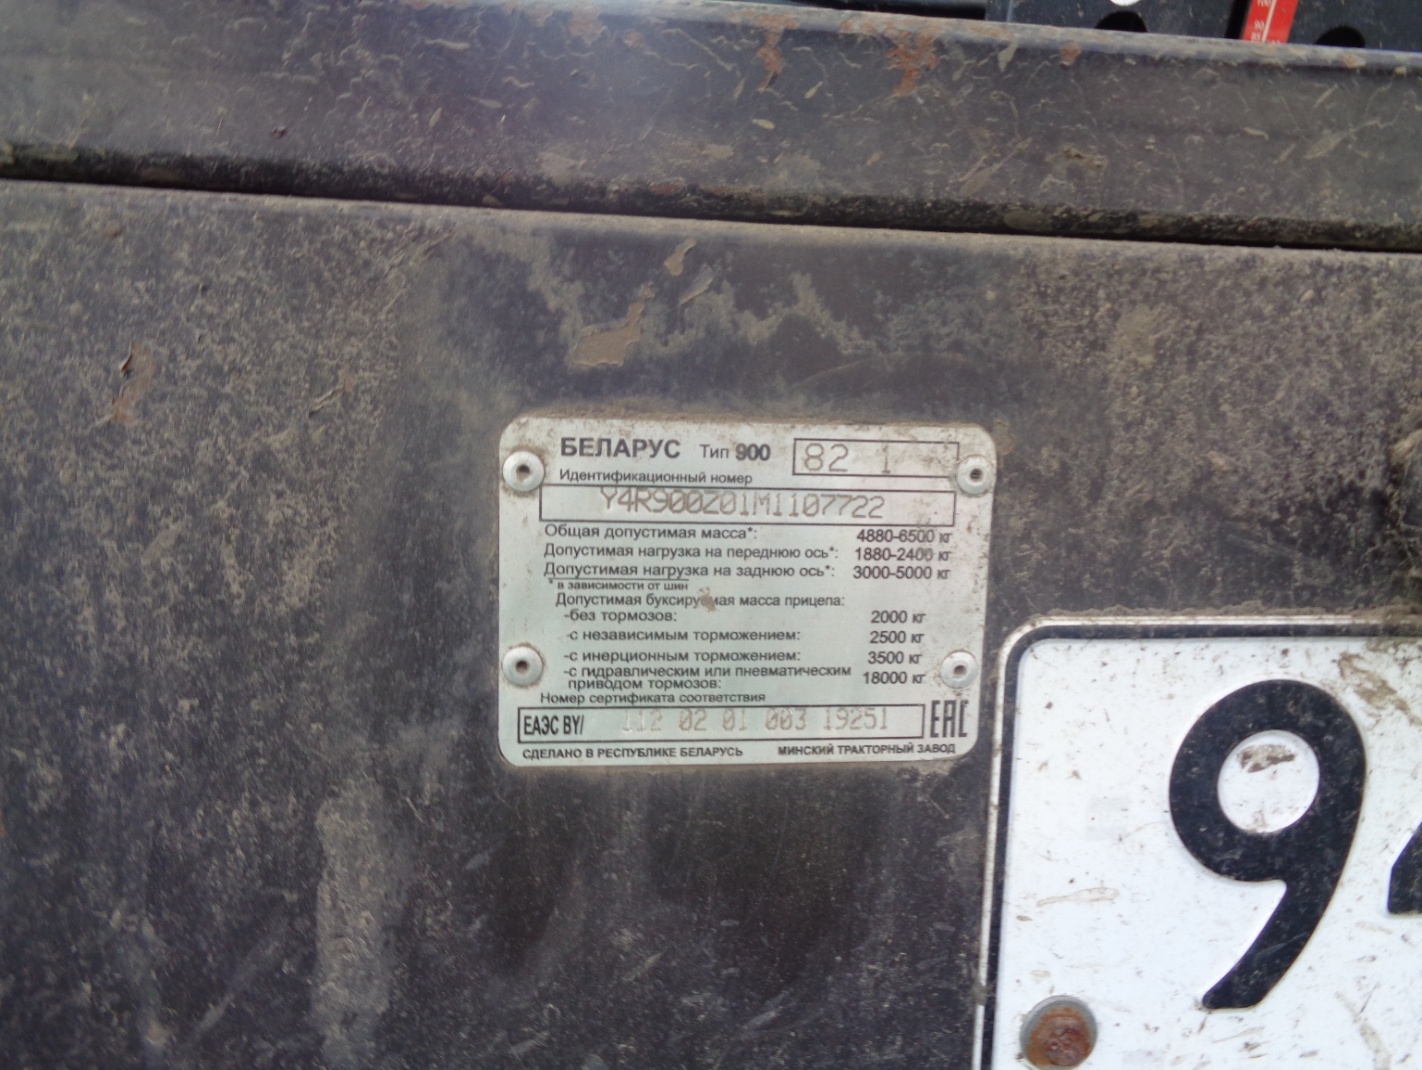 БЕЛАРУС Тип 900 82 1
Идентификационный номер
Y4R900Z01M1107722
Общая допустимая масса*: 4880-6500 кг
Допустимая нагрузка на переднюю ось*: 1880-2400 кг
Допустимая нагрузка на заднюю ось*: 3000-5000 кг
* в зависимости от шин
Допустимая буксируемая масса прицепа:
-без тормозов: 2000 кг
-с независимым торможением: 2500 кг
-с инерционным торможением: 3500 кг
-с гидравлическим или пневматическим
приводом тормозов: 18000 кг
Номер сертификата соответствия
ЕАЭС BY/ 112 02 01 003 19251 EAC
СДЕЛАНО В РЕСПУБЛИКЕ БЕЛАРУСЬ МИНСКИЙ ТРАКТОРНЫЙ ЗАВОД
9